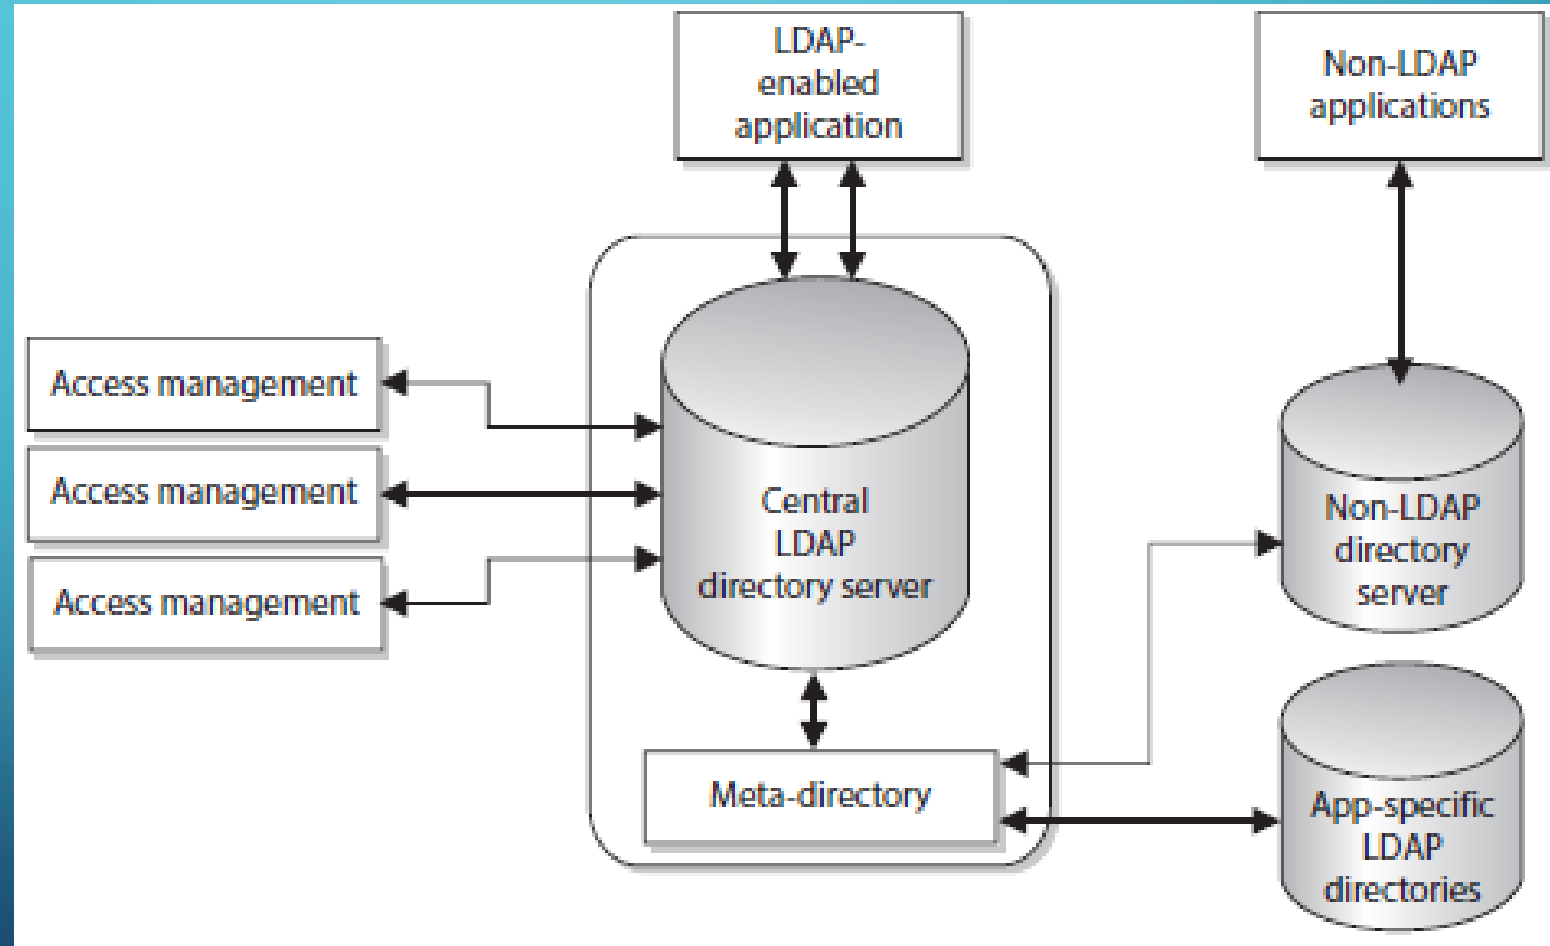 LDAP-
enabled
application
Non-LDAP
applications
Access management
Access management
Access management
Central
LDAP
directory server
Non-LDAP
directory
server
Meta-directory
App-specific
LDAP
directories